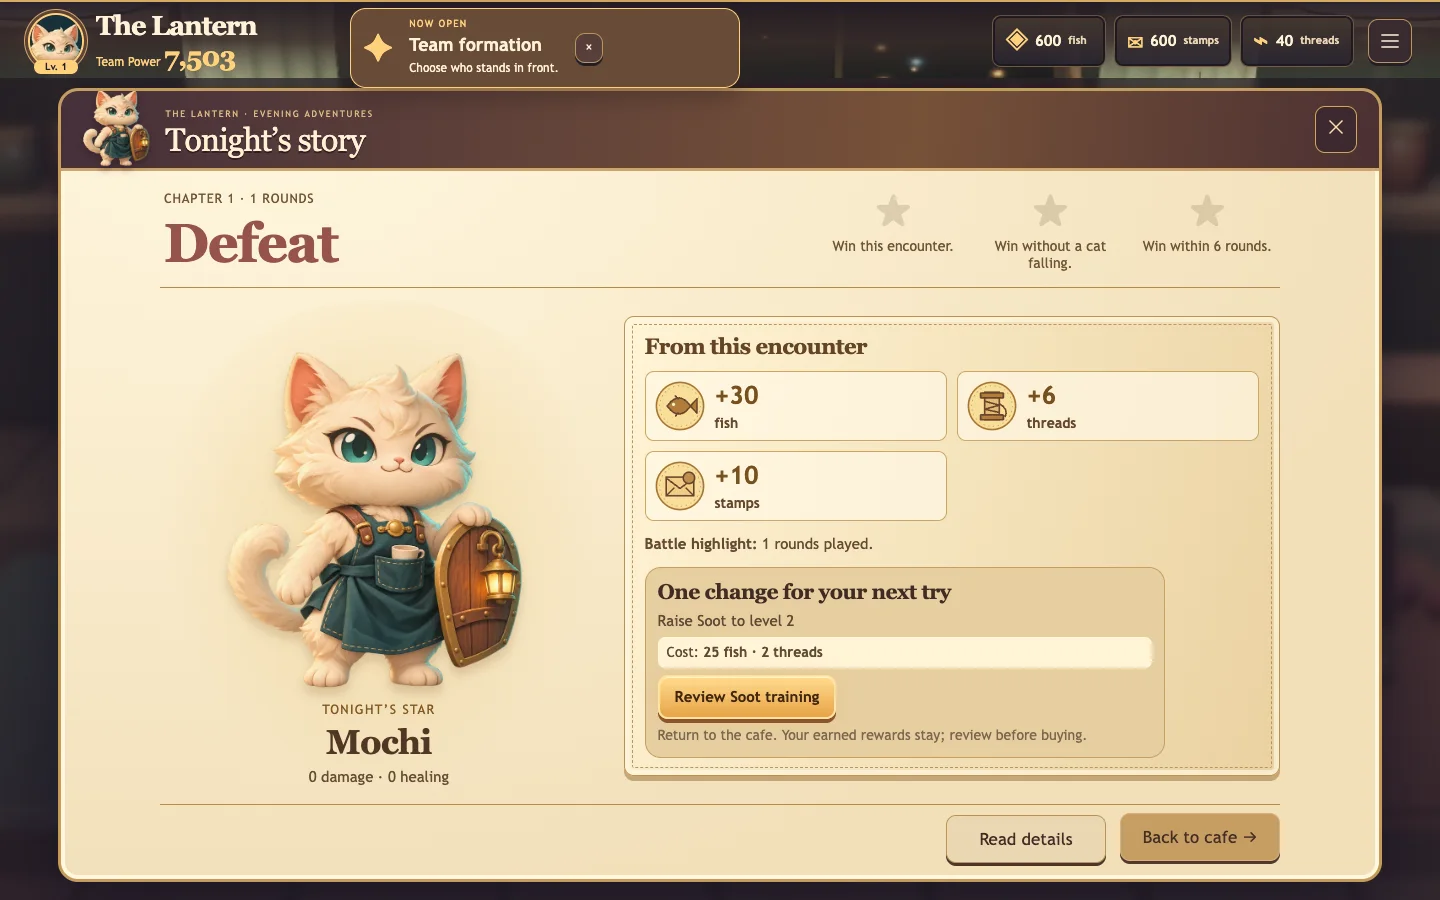 The Lantern
Lv. 1
Team Power 7,503
NOW OPEN
Team formation
Choose who stands in front.
×
600 fish
600 stamps
40 threads
THE LANTERN · EVENING ADVENTURES
Tonight's story
CHAPTER 1 · 1 ROUNDS
Defeat
Win this encounter.
Win without a cat
falling.
Win within 6 rounds.
TONIGHT'S STAR
Mochi
0 damage · 0 healing
From this encounter
+30
fish
+6
threads
+10
stamps
Battle highlight: 1 rounds played.
One change for your next try
Raise Soot to level 2
Cost: 25 fish · 2 threads
Review Soot training
Return to the cafe. Your earned rewards stay; review before buying.
Read details
Back to cafe →